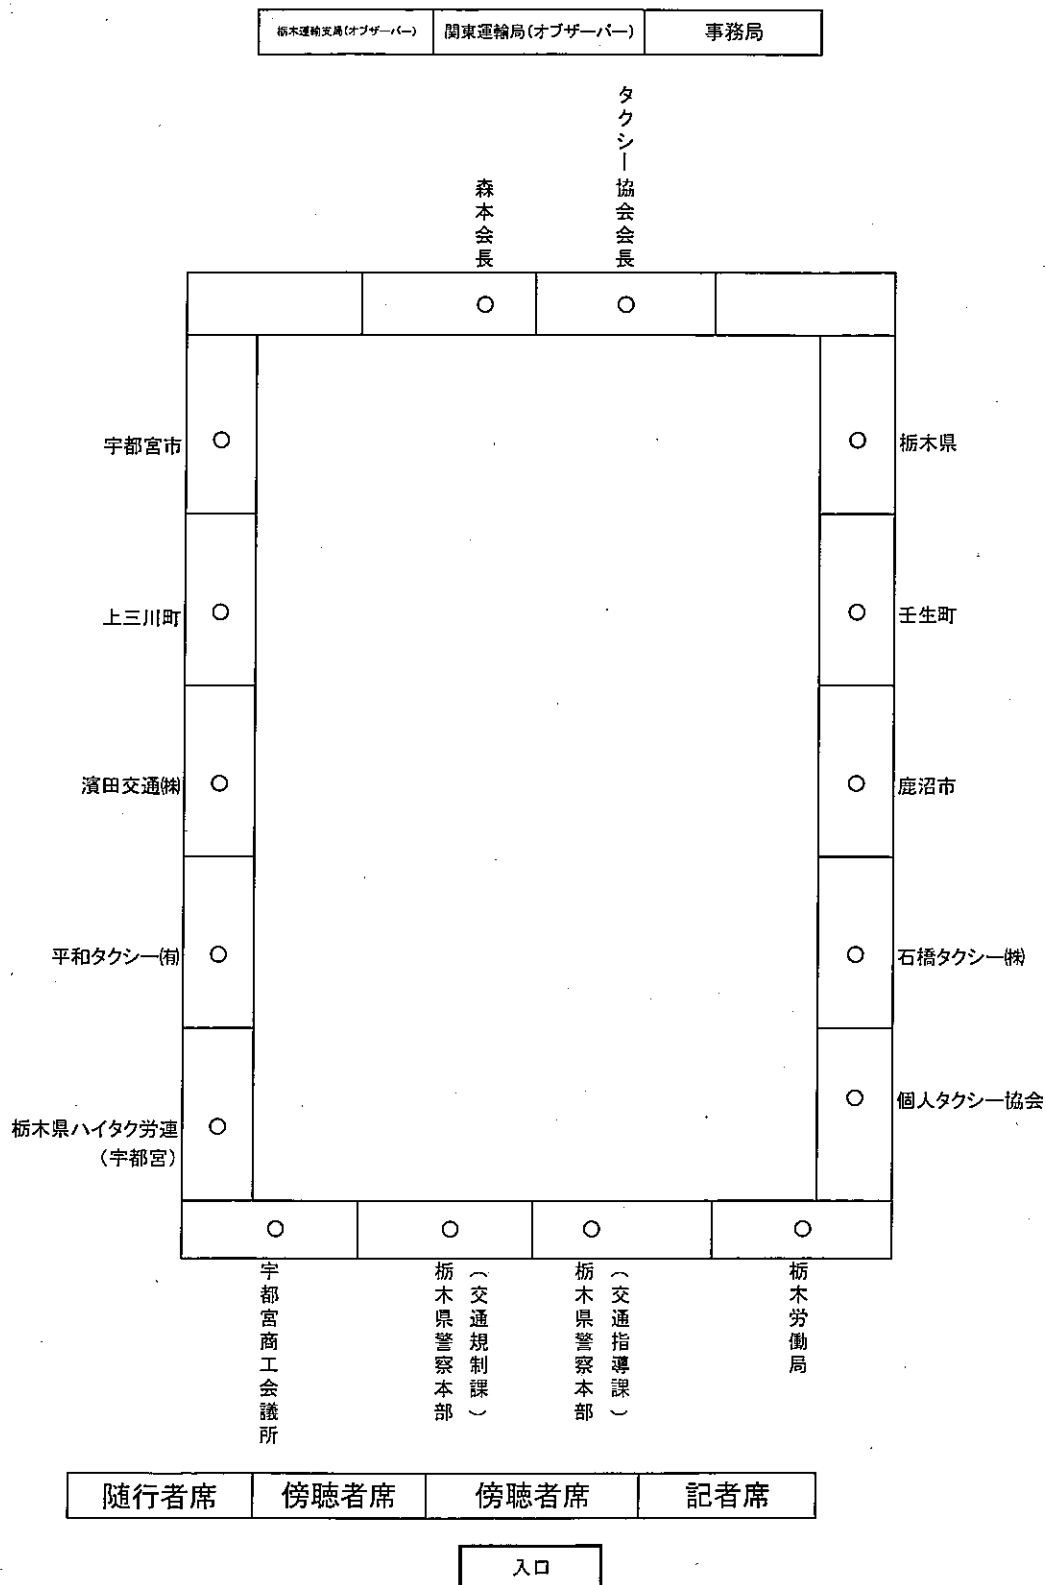 栃木運輸支局(オブザーバー)
関東運輸局(オブザーバー)
事務局
タクシー協会会長
森本会長
宇都宮市
栃木県
上三川町
壬生町
濱田交通㈱
鹿沼市
平和タクシー㈲
石橋タクシー㈱
栃木県ハイタク労連
(宇都宮)
個人タクシー協会
宇都宮商工会議所
栃木県警察本部
(交通規制課)
栃木県警察本部
(交通指導課)
栃木労働局
随行者席
傍聴者席
傍聴者席
記者席
入口